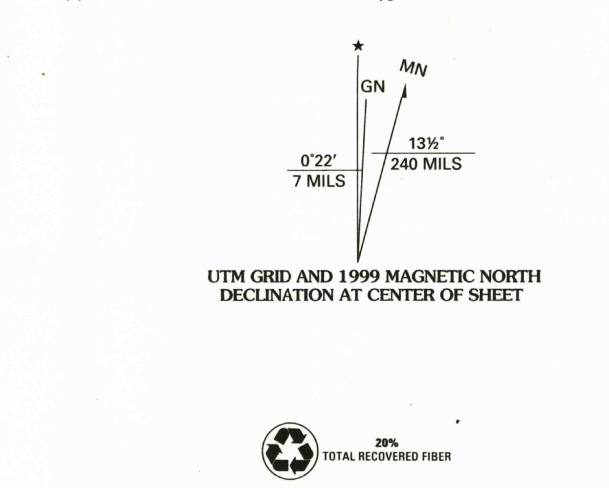 ★
MN
GN
13½°
240 MILS
0°22′
7 MILS
UTM GRID AND 1999 MAGNETIC NORTH
DECLINATION AT CENTER OF SHEET
20%
TOTAL RECOVERED FIBER